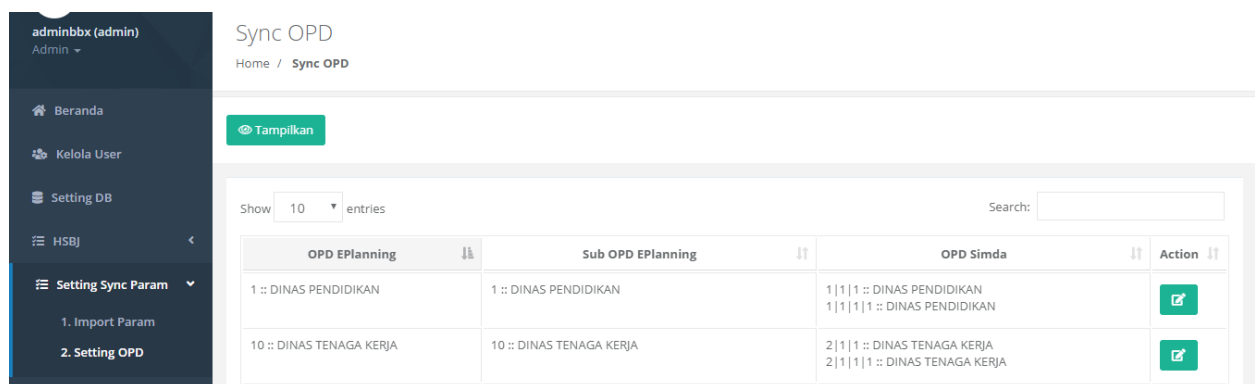 adminbbx (admin)
Admin
Beranda
Kelola User
Setting DB
HSBJ
Setting Sync Param
1. Import Param
2. Setting OPD
Sync OPD
Home / Sync OPD
Tampilkan
Show 10 entries
Search:
OPD EPlanning Sub OPD EPlanning OPD Simda Action
1 :: DINAS PENDIDIKAN 1 :: DINAS PENDIDIKAN 1|1|1 :: DINAS PENDIDIKAN
1|1|1|1 :: DINAS PENDIDIKAN
10 :: DINAS TENAGA KERJA 10 :: DINAS TENAGA KERJA 2|1|1 :: DINAS TENAGA KERJA
2|1|1|1 :: DINAS TENAGA KERJA